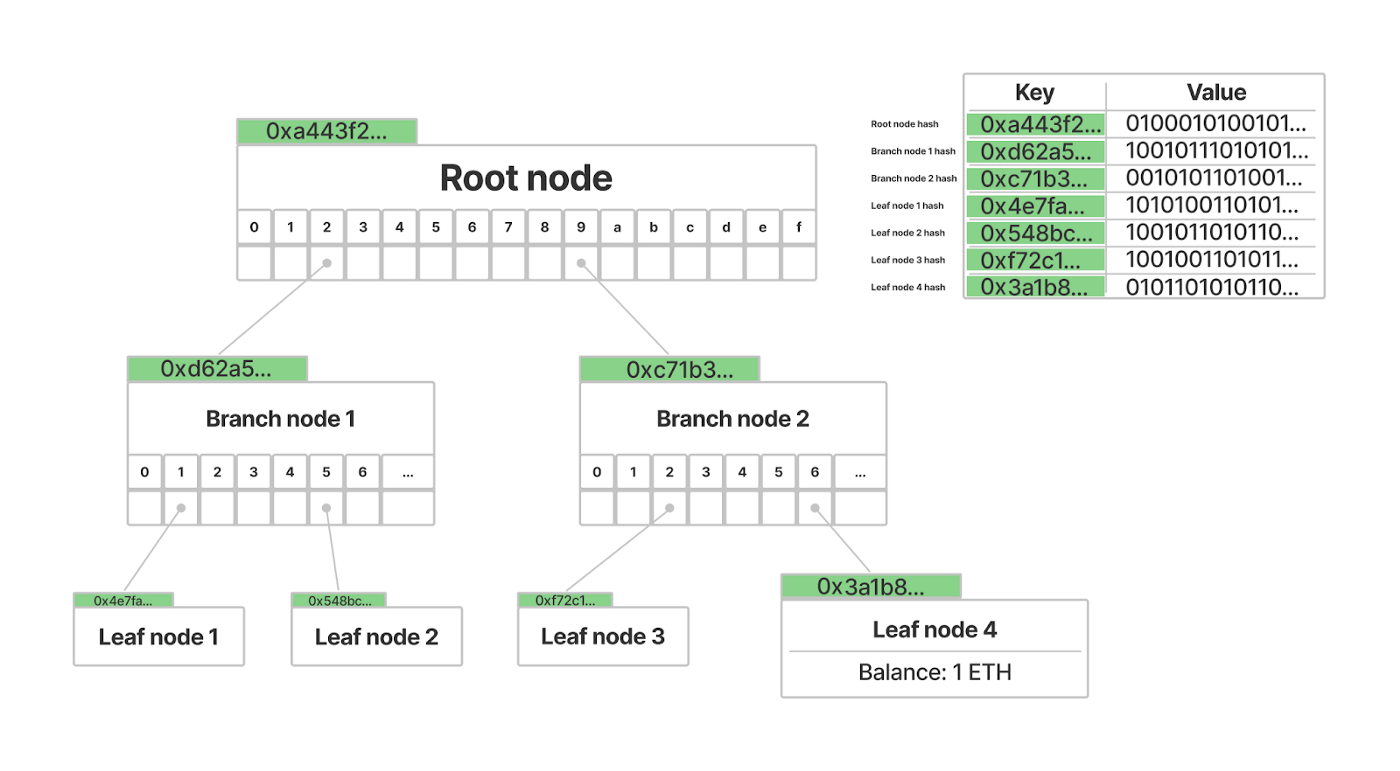 0xa443f2...
Root node
0 1 2 3 4 5 6 7 8 9 a b c d e f
Key Value
Root node hash 0xa443f2... 0100010100101...
Branch node 1 hash 0xd62a5... 10010111010101...
Branch node 2 hash 0xc71b3... 0010101101001...
Leaf node 1 hash 0x4e7fa... 1010100110101...
Leaf node 2 hash 0x548bc... 1001011010110...
Leaf node 3 hash 0xf72c1... 1001001101011...
Leaf node 4 hash 0x3a1b8... 0101101010110...
0xd62a5...
Branch node 1
0 1 2 3 4 5 6 ...
0xc71b3...
Branch node 2
0 1 2 3 4 5 6 ...
0x4e7fa...
Leaf node 1
0x548bc...
Leaf node 2
0xf72c1...
Leaf node 3
0x3a1b8...
Leaf node 4
Balance: 1 ETH